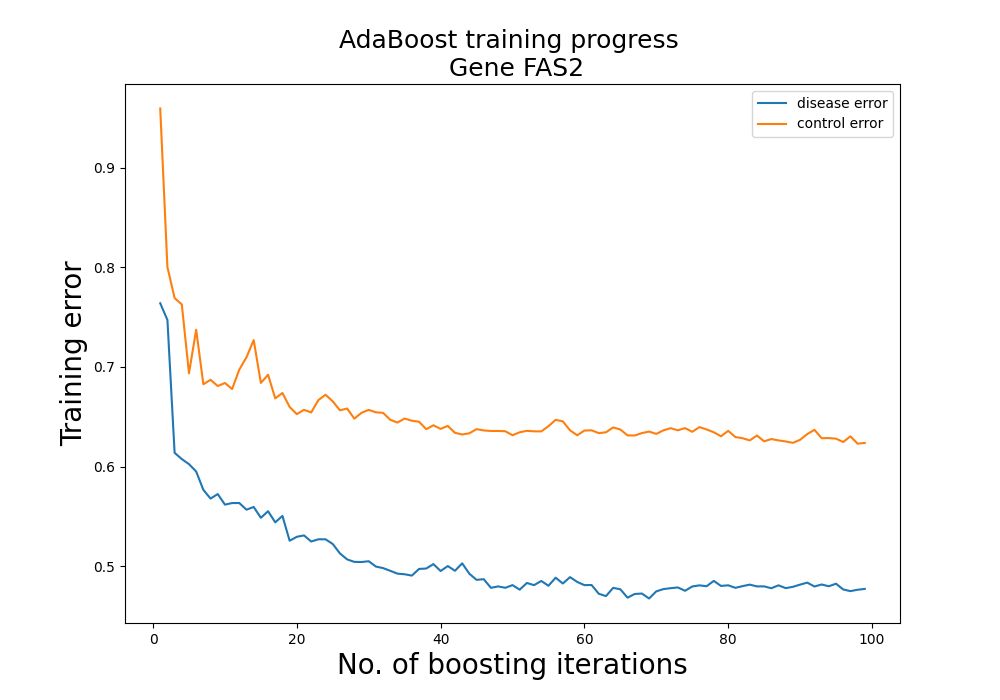 AdaBoost training progress
Gene FAS2
disease error
control error
Training error
0.9
0.8
0.7
0.6
0.5
0 20 40 60 80 100
No. of boosting iterations